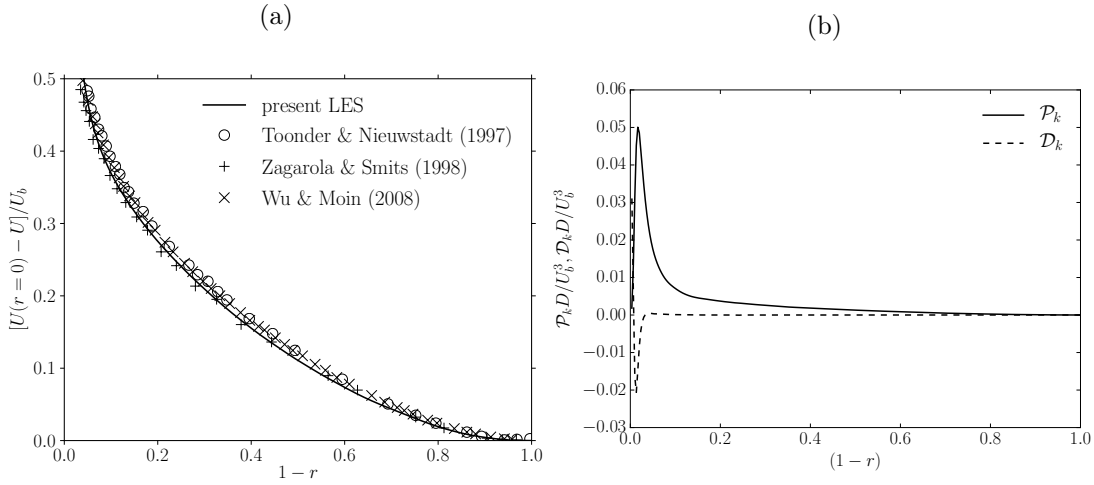 (a)
[U(r = 0) − U]/U_b
0.5
0.4
0.3
0.2
0.1
0.0
present LES
Toonder & Nieuwstadt (1997)
Zagarola & Smits (1998)
Wu & Moin (2008)
0.0 0.2 0.4 0.6 0.8 1.0
1 − r
(b)
𝒫_k D/U_b^3, 𝒟_k D/U_b^3
0.06
0.05
0.04
0.03
0.02
0.01
0.00
−0.01
−0.02
−0.03
𝒫_k
𝒟_k
0.0 0.2 0.4 0.6 0.8 1.0
(1 − r)